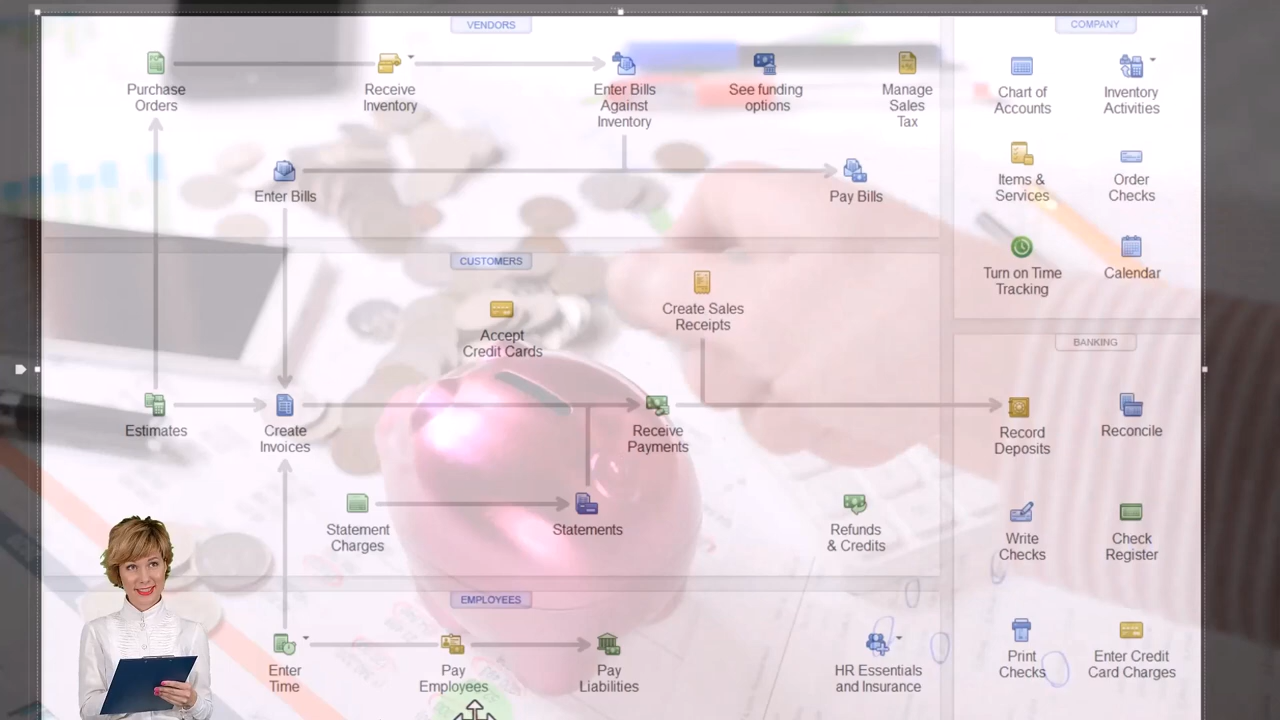 VENDORS
Purchase
Orders
Receive
Inventory
Enter Bills
Against
Inventory
See funding
options
Manage
Sales
Tax
Enter Bills
Pay Bills
CUSTOMERS
Accept
Credit Cards
Create Sales
Receipts
Estimates
Create
Invoices
Receive
Payments
Statement
Charges
Statements
Refunds
& Credits
EMPLOYEES
Enter
Time
Pay
Employees
Pay
Liabilities
HR Essentials
and Insurance
COMPANY
Chart of
Accounts
Inventory
Activities
Items &
Services
Order
Checks
Turn on Time
Tracking
Calendar
BANKING
Record
Deposits
Reconcile
Write
Checks
Check
Register
Print
Checks
Enter Credit
Card Charges